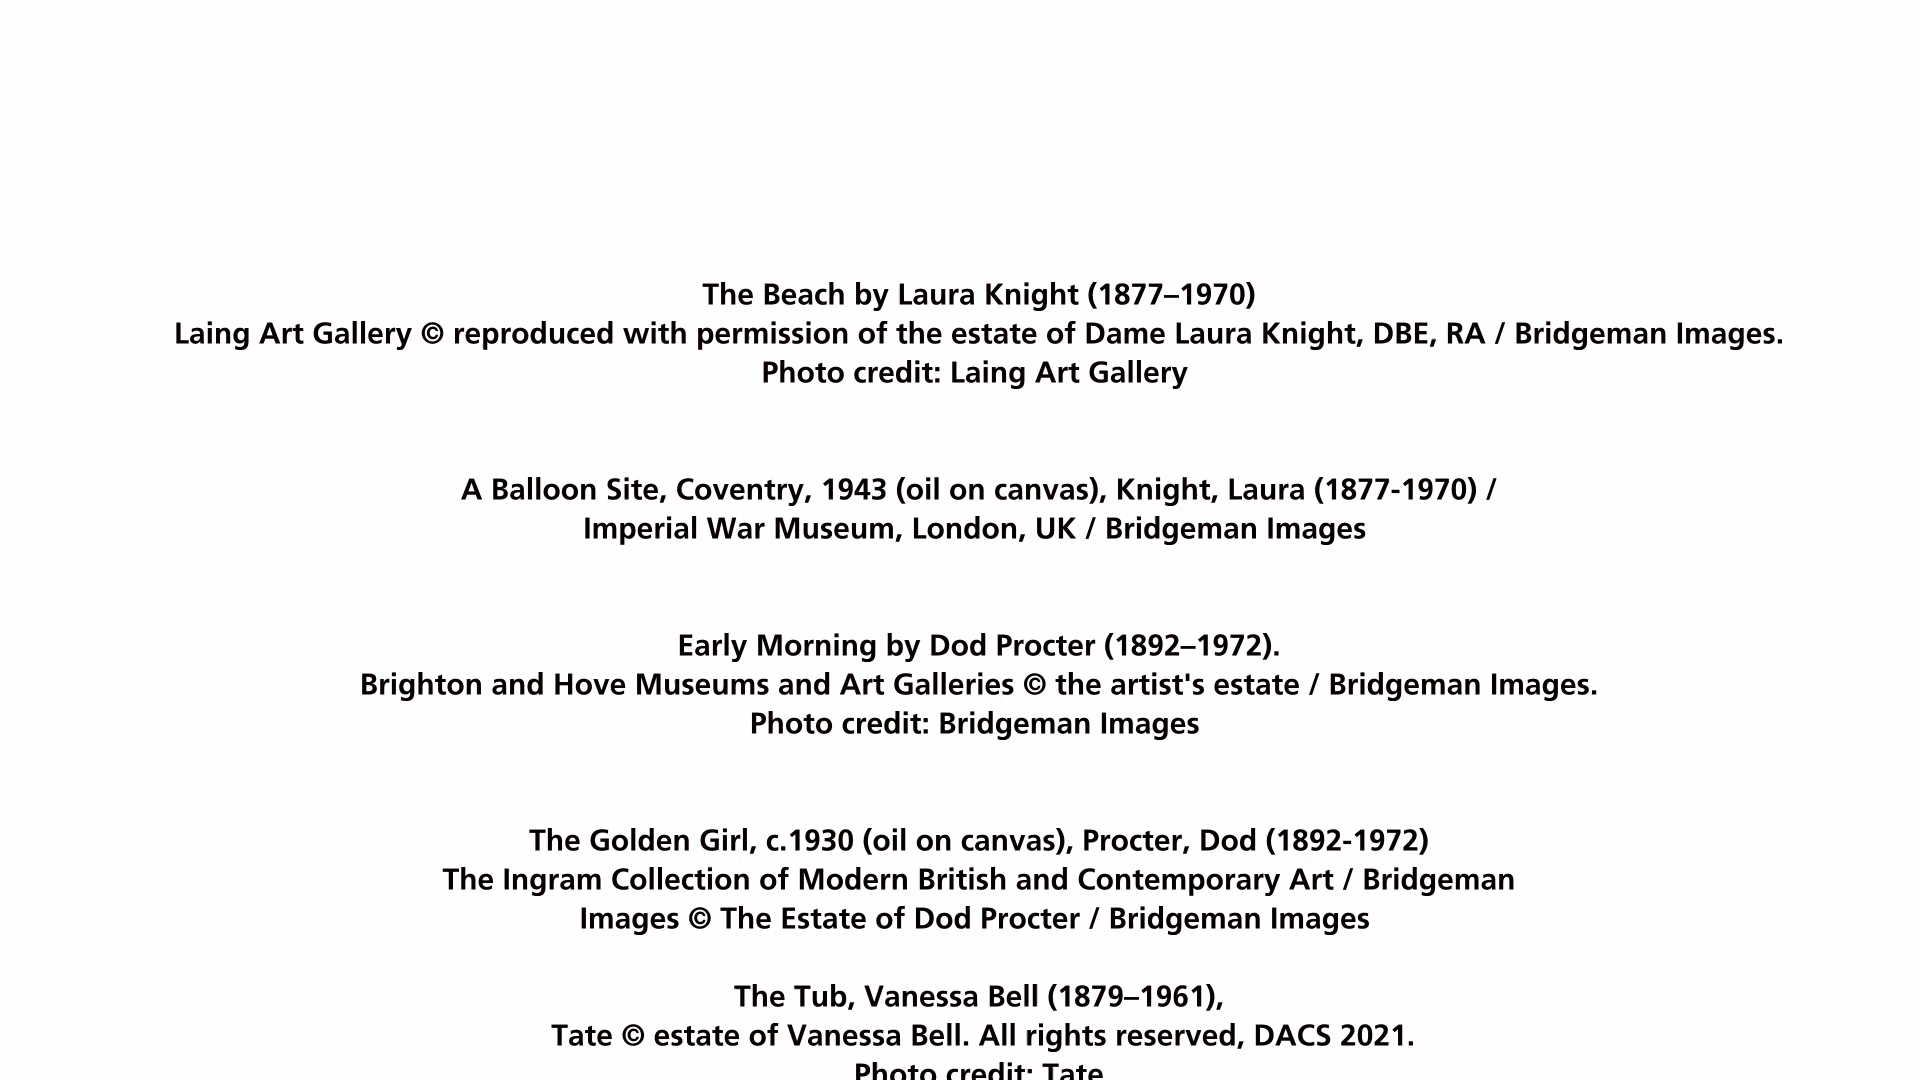 The Beach by Laura Knight (1877–1970)
Laing Art Gallery © reproduced with permission of the estate of Dame Laura Knight, DBE, RA / Bridgeman Images.
Photo credit: Laing Art Gallery
A Balloon Site, Coventry, 1943 (oil on canvas), Knight, Laura (1877-1970) /
Imperial War Museum, London, UK / Bridgeman Images
Early Morning by Dod Procter (1892–1972).
Brighton and Hove Museums and Art Galleries © the artist's estate / Bridgeman Images.
Photo credit: Bridgeman Images
The Golden Girl, c.1930 (oil on canvas), Procter, Dod (1892-1972)
The Ingram Collection of Modern British and Contemporary Art / Bridgeman
Images © The Estate of Dod Procter / Bridgeman Images
The Tub, Vanessa Bell (1879–1961),
Tate © estate of Vanessa Bell. All rights reserved, DACS 2021.
Photo credit: Tate